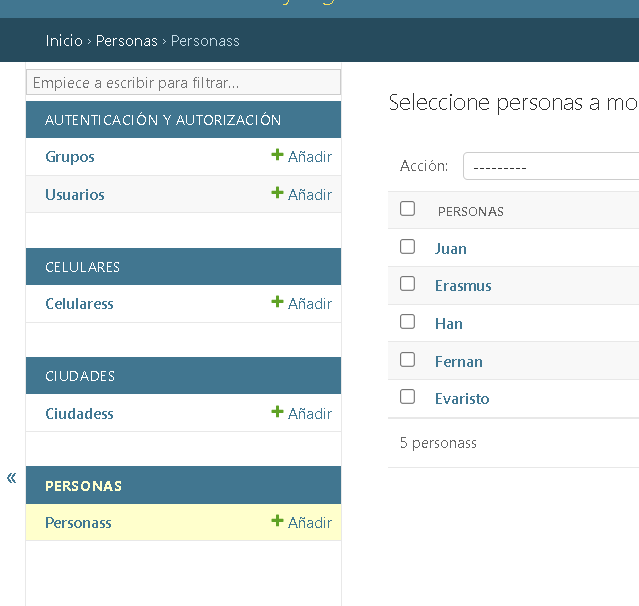 Inicio › Personas › Personass
Empiece a escribir para filtrar...
AUTENTICACIÓN Y AUTORIZACIÓN
Grupos
Añadir
Usuarios
Añadir
CELULARES
Celularess
Añadir
CIUDADES
Ciudadess
Añadir
«
PERSONAS
Personass
Añadir
Seleccione personas a mo
Acción:
---------
PERSONAS
Juan
Erasmus
Han
Fernan
Evaristo
5 personass